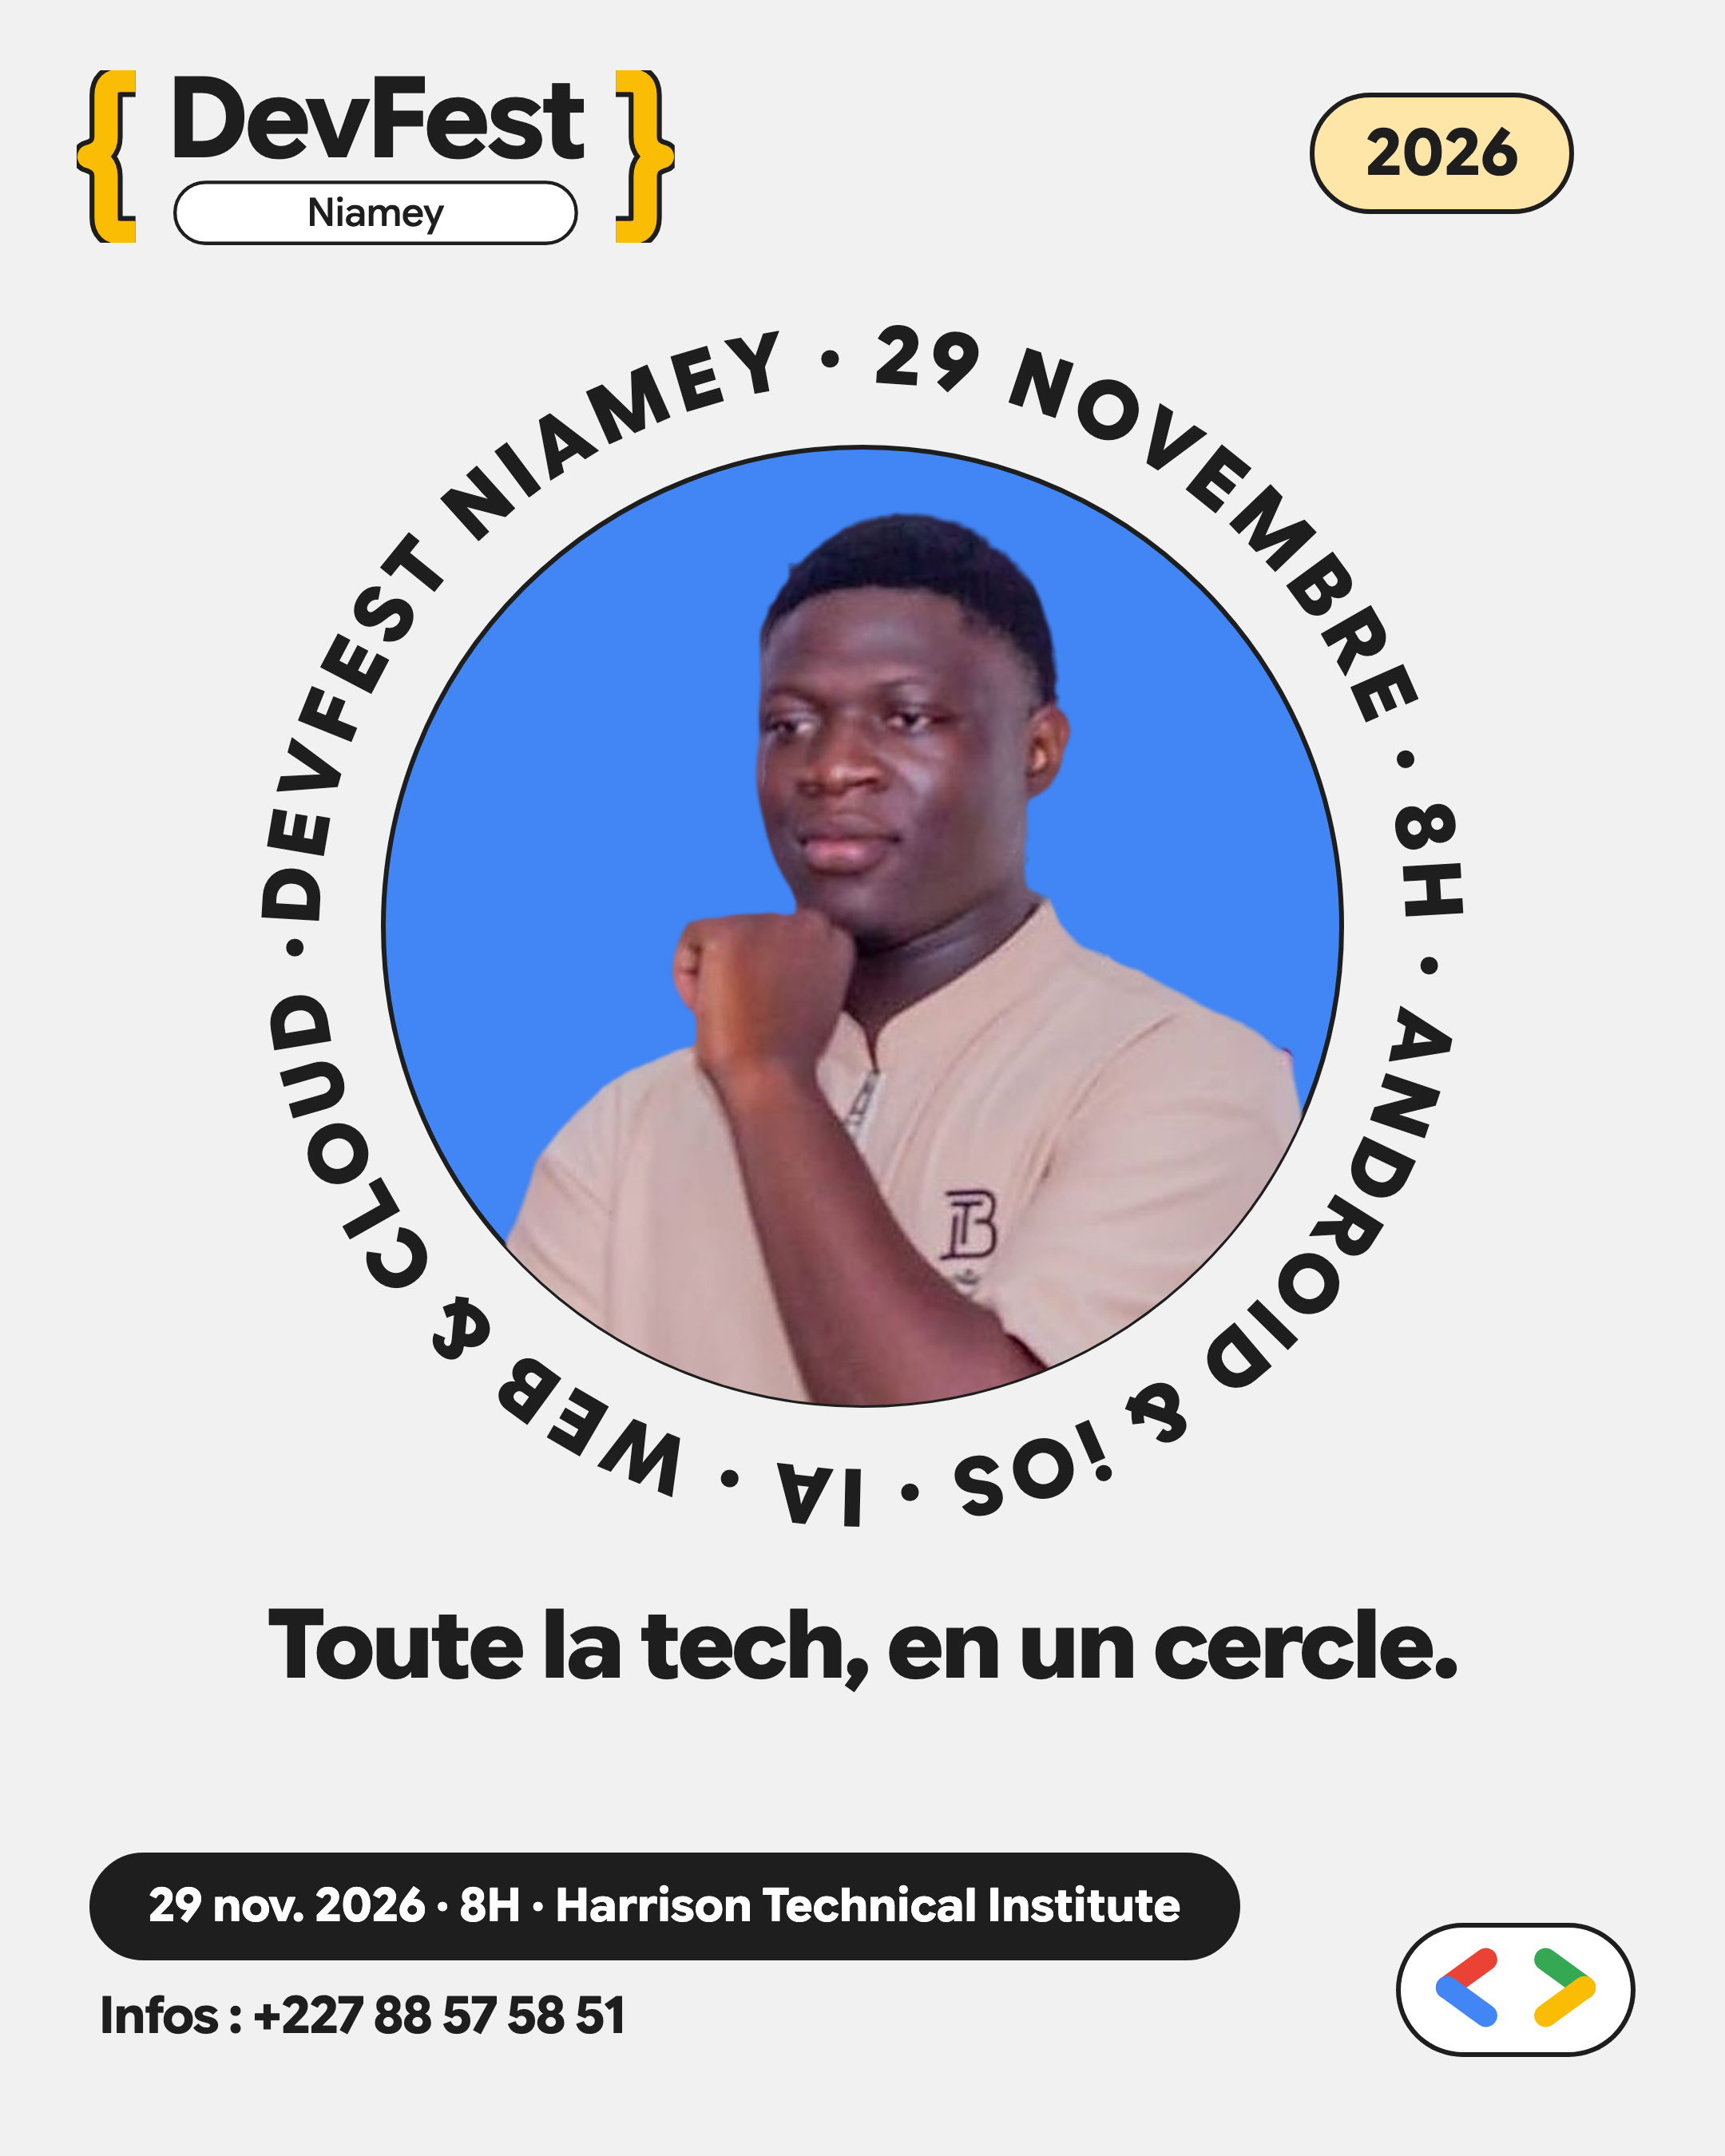 DevFest
Niamey
2026
DEVFEST NIAMEY · 29 NOVEMBRE · 8H · ANDROID & iOS · IA · WEB & CLOUD ·
TB
Toute la tech, en un cercle.
29 nov. 2026 · 8H · Harrison Technical Institute
Infos : +227 88 57 58 51